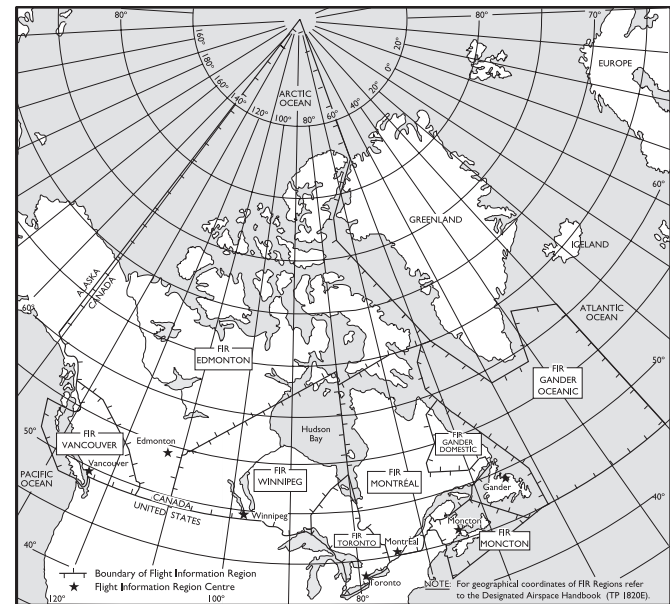 80°
80°
70°
160°
180°
160°
140°
120°
100°
80°
60°
40°
20°
0°
20°
ARCTIC
OCEAN
EUROPE
60°
GREENLAND
ICELAND
ALASKA
CANADA
ATLANTIC
OCEAN
60°
FIR
EDMONTON
50°
FIR
GANDER
OCEANIC
50°
Hudson
Bay
FIR
VANCOUVER
Edmonton
FIR
GANDER
DOMESTIC
Vancouver
PACIFIC
OCEAN
FIR
WINNIPEG
FIR
MONTRÉAL
Gander
40°
CANADA
UNITED STATES
Winnipeg
Moncton
FIR
TORONTO
Montréal
FIR
MONCTON
40°
Toronto
Boundary of Flight Information Region
Flight Information Region Centre
NOTE: For geographical coordinates of FIR Regions refer
to the Designated Airspace Handbook (TP 1820E).
120°
100°
80°